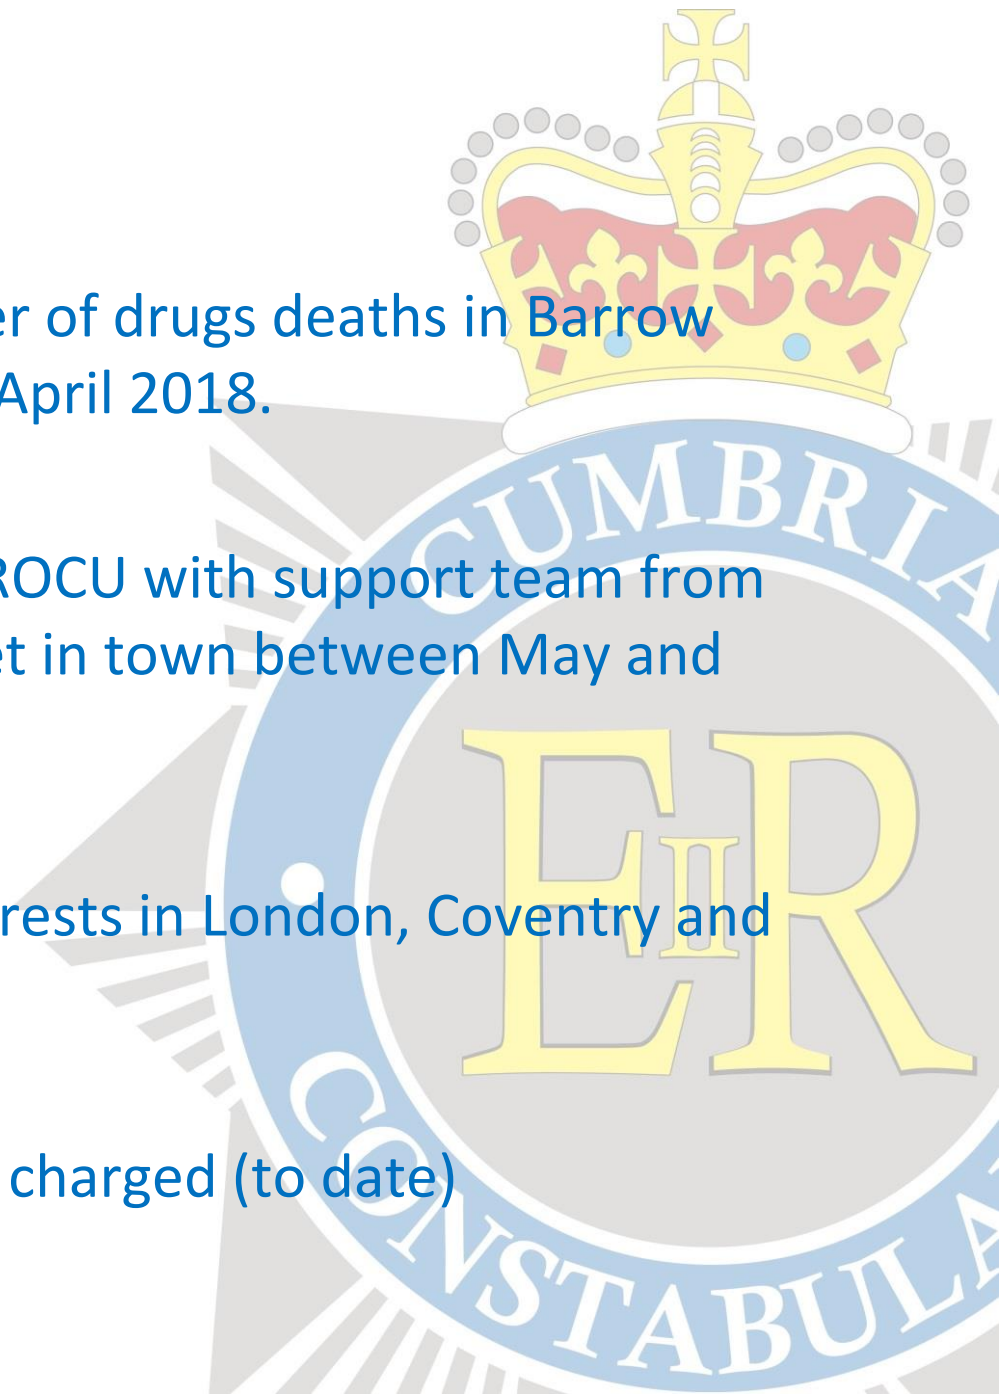 er of drugs deaths in Barrow
April 2018.
ROCU with support team from
et in town between May and
rests in London, Coventry and
charged (to date)
CUMBRIA
EIIR
CONSTABULA